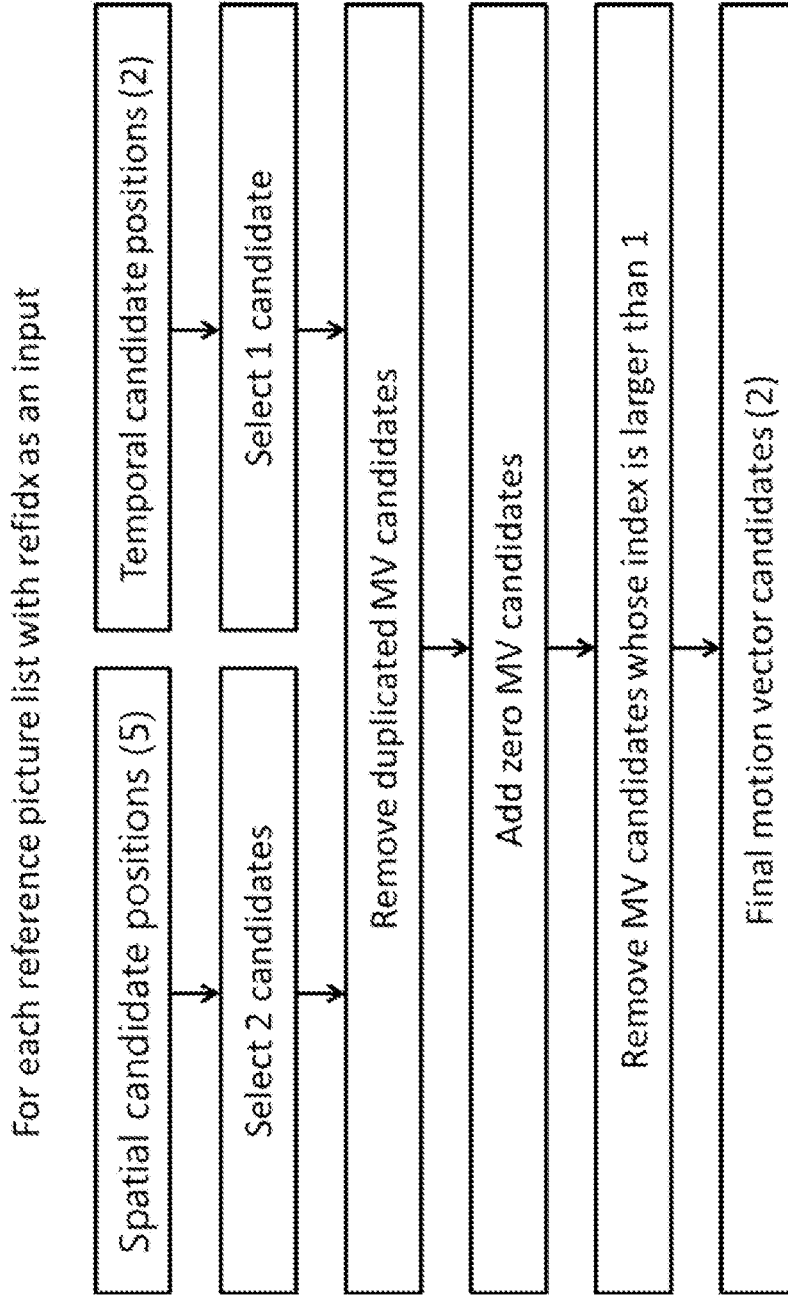 For each reference picture list with refidx as an input
Spatial candidate positions (5)
Temporal candidate positions (2)
Select 2 candidates
Select 1 candidate
Remove duplicated MV candidates
Add zero MV candidates
Remove MV candidates whose index is larger than 1
Final motion vector candidates (2)